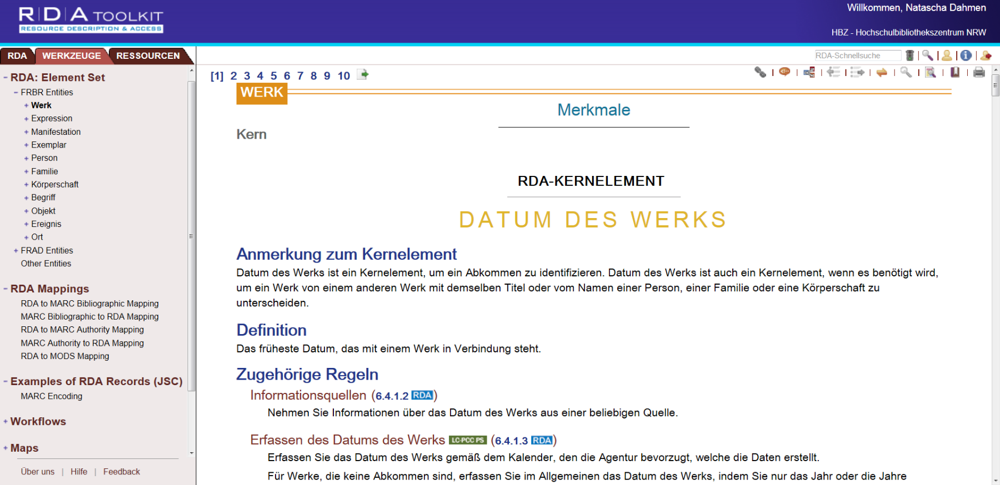 R|D|A TOOLKIT
RESOURCE DESCRIPTION & ACCESS
Willkommen, Natascha Dahmen
HBZ - Hochschulbibliothekszentrum NRW
RDA WERKZEUGE RESSOURCEN
RDA-Schnellsuche
- RDA: Element Set
- FRBR Entities
+ Werk
+ Expression
+ Manifestation
+ Exemplar
+ Person
+ Familie
+ Körperschaft
+ Begriff
+ Objekt
+ Ereignis
+ Ort
+ FRAD Entities
Other Entities
- RDA Mappings
RDA to MARC Bibliographic Mapping
MARC Bibliographic to RDA Mapping
RDA to MARC Authority Mapping
MARC Authority to RDA Mapping
RDA to MODS Mapping
- Examples of RDA Records (JSC)
MARC Encoding
+ Workflows
+ Maps
Über uns | Hilfe | Feedback
[1] 2 3 4 5 6 7 8 9 10
WERK
Merkmale
Kern
RDA-KERNELEMENT
DATUM DES WERKS
Anmerkung zum Kernelement
Datum des Werks ist ein Kernelement, um ein Abkommen zu identifizieren. Datum des Werks ist auch ein Kernelement, wenn es benötigt wird,
um ein Werk von einem anderen Werk mit demselben Titel oder vom Namen einer Person, einer Familie oder eine Körperschaft zu
unterscheiden.
Definition
Das früheste Datum, das mit einem Werk in Verbindung steht.
Zugehörige Regeln
Informationsquellen (6.4.1.2 RDA)
Nehmen Sie Informationen über das Datum des Werks aus einer beliebigen Quelle.
Erfassen des Datums des Werks LC-PCC PS (6.4.1.3 RDA)
Erfassen Sie das Datum des Werks gemäß dem Kalender, den die Agentur bevorzugt, welche die Daten erstellt.
Für Werke, die keine Abkommen sind, erfassen Sie im Allgemeinen das Datum des Werks, indem Sie nur das Jahr oder die Jahre